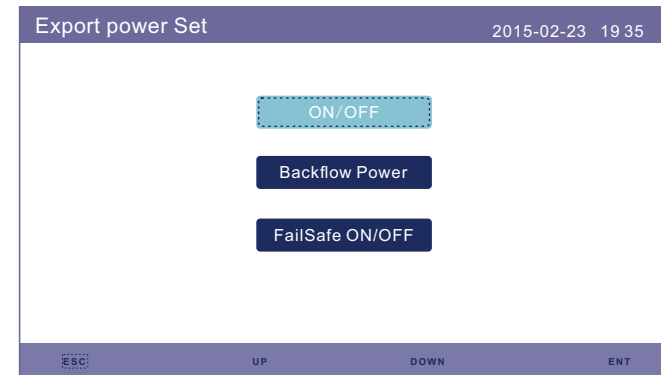 Export power Set
2015-02-23 19 35
ON/OFF
Backflow Power
FailSafe ON/OFF
ESC UP DOWN ENT